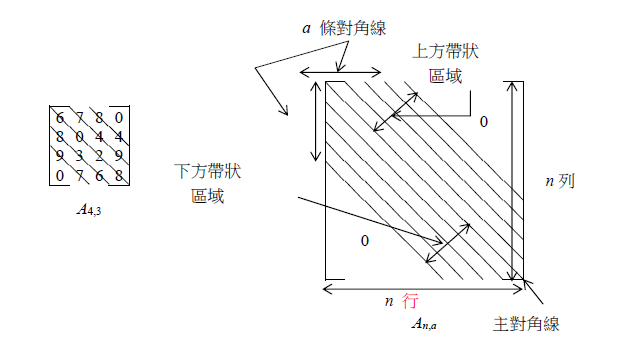 a 條對角線
上方帶狀
區域
0
6 7 8 0
8 0 4 4
9 3 2 9
0 7 6 8
A4,3
下方帶狀
區域
n 列
0
n 行
An,a
主對角線